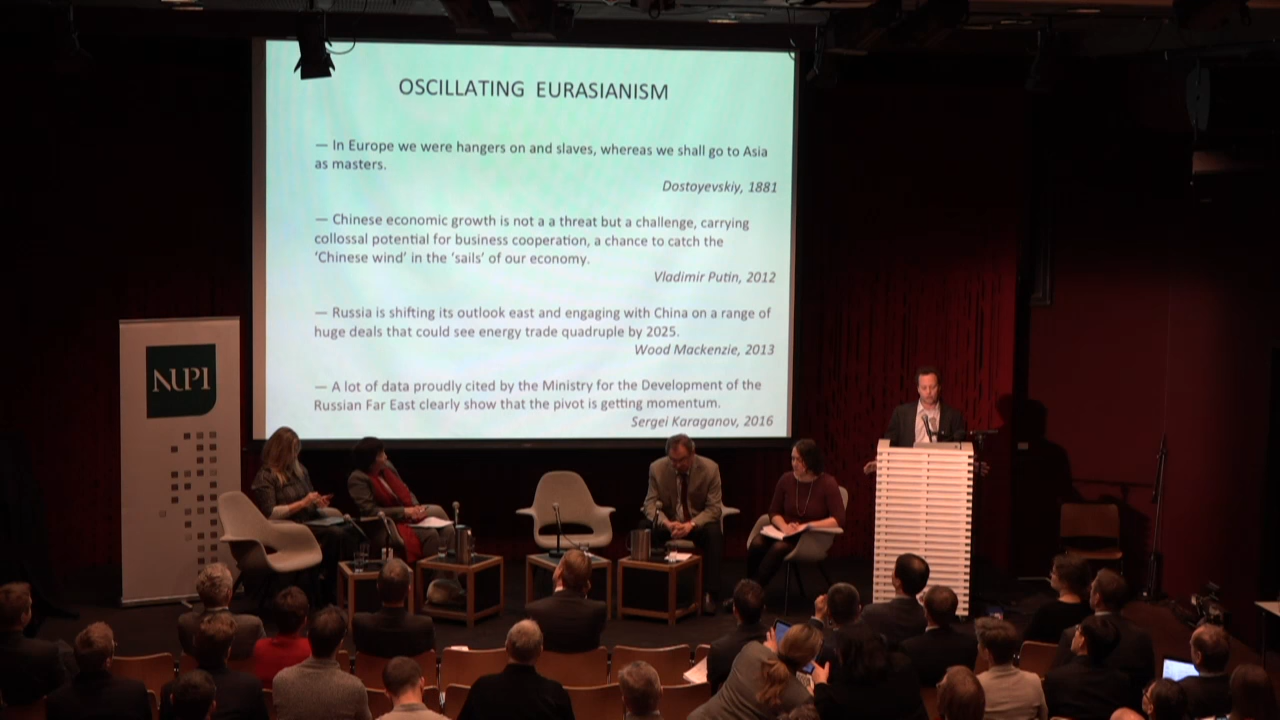 OSCILLATING EURASIANISM
— In Europe we were hangers on and slaves, whereas we shall go to Asia
as masters.
Dostoyevskiy, 1881
— Chinese economic growth is not a a threat but a challenge, carrying
collossal potential for business cooperation, a chance to catch the
‘Chinese wind’ in the ‘sails’ of our economy.
Vladimir Putin, 2012
— Russia is shifting its outlook east and engaging with China on a range of
huge deals that could see energy trade quadruple by 2025.
Wood Mackenzie, 2013
— A lot of data proudly cited by the Ministry for the Development of the
Russian Far East clearly show that the pivot is getting momentum.
Sergei Karaganov, 2016
NUPI